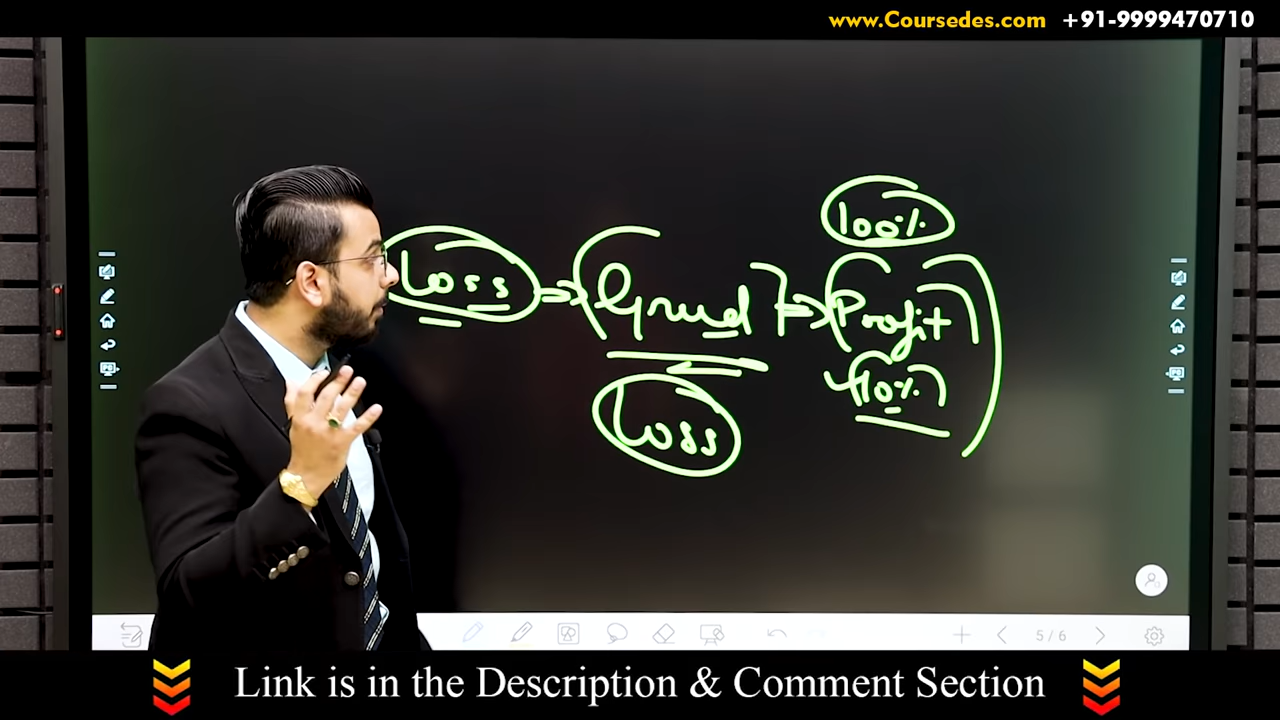 www.Coursedes.com +91-9999470710
100%
Loss ⇒ (Greed) ⇒ (Profit)
(10%)
Loss
5 / 6
Link is in the Description & Comment Section